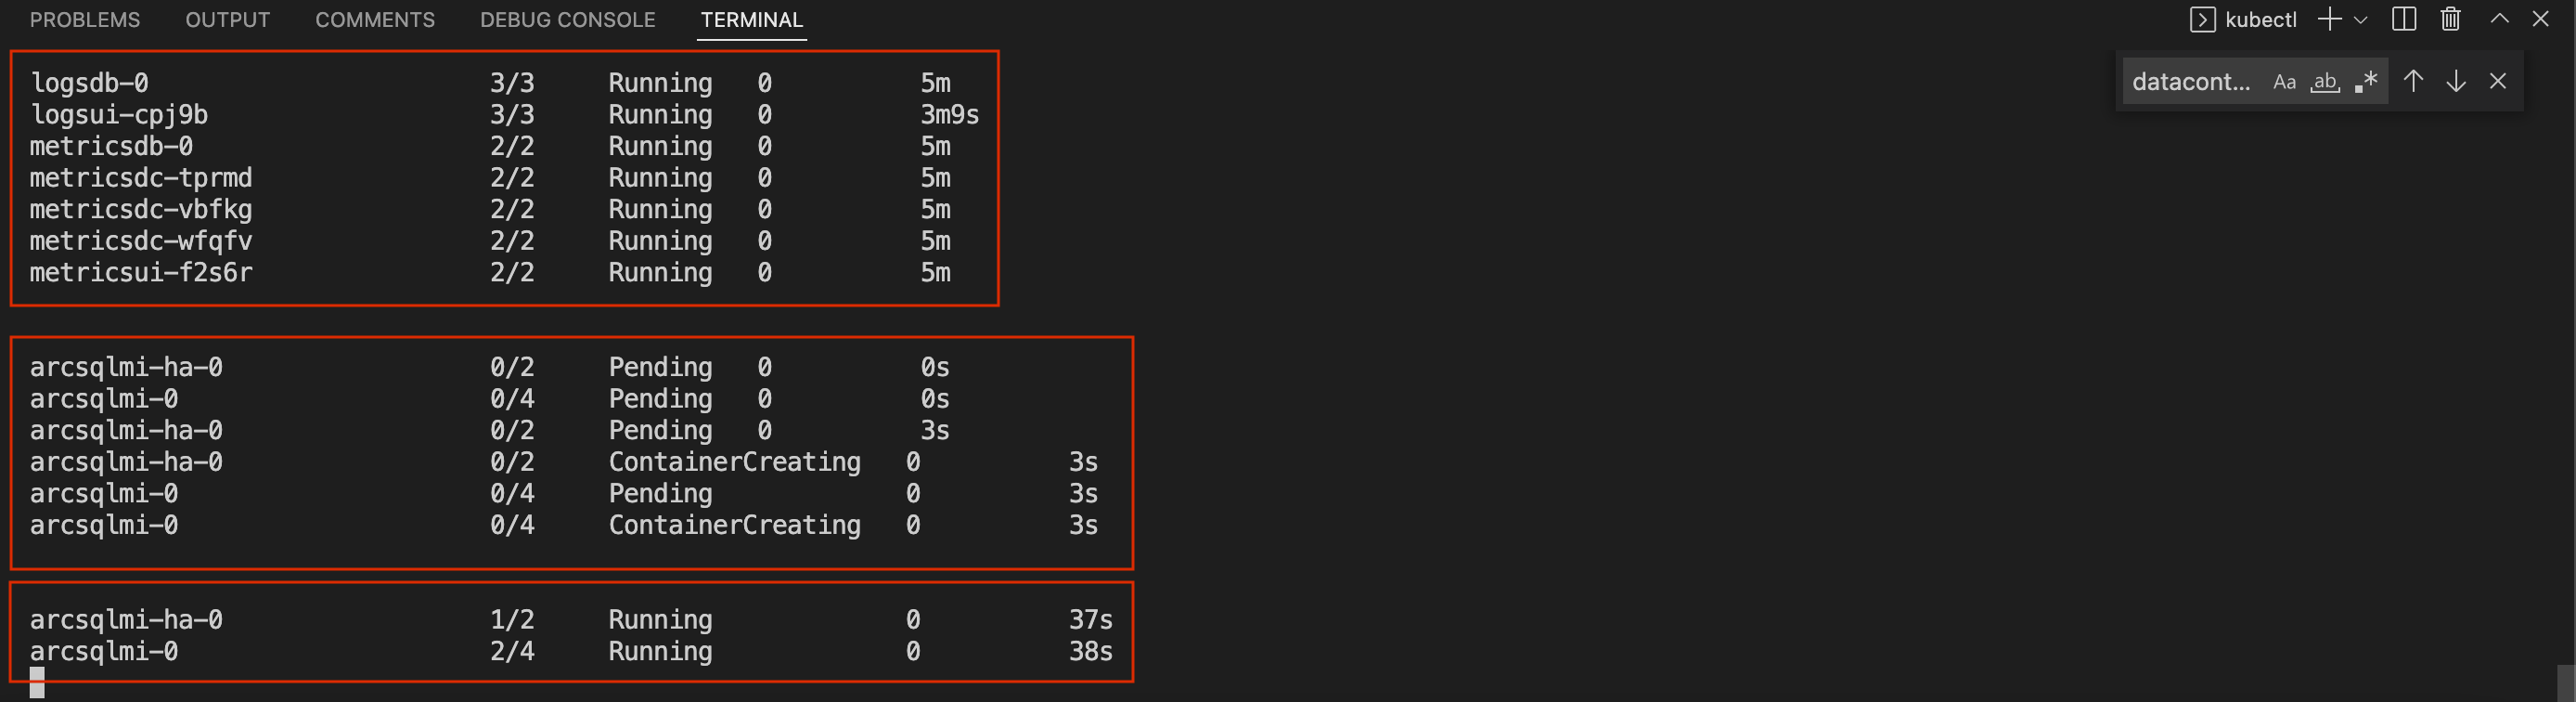 PROBLEMS OUTPUT COMMENTS DEBUG CONSOLE TERMINAL kubectl
datacont... Aa ab .*
logsdb-0 3/3 Running 0 5m
logsui-cpj9b 3/3 Running 0 3m9s
metricsdb-0 2/2 Running 0 5m
metricsdc-tprmd 2/2 Running 0 5m
metricsdc-vbfkg 2/2 Running 0 5m
metricsdc-wfqfv 2/2 Running 0 5m
metricsui-f2s6r 2/2 Running 0 5m
arcsqlmi-ha-0 0/2 Pending 0 0s
arcsqlmi-0 0/4 Pending 0 0s
arcsqlmi-ha-0 0/2 Pending 0 3s
arcsqlmi-ha-0 0/2 ContainerCreating 0 3s
arcsqlmi-0 0/4 Pending 0 3s
arcsqlmi-0 0/4 ContainerCreating 0 3s
arcsqlmi-ha-0 1/2 Running 0 37s
arcsqlmi-0 2/4 Running 0 38s